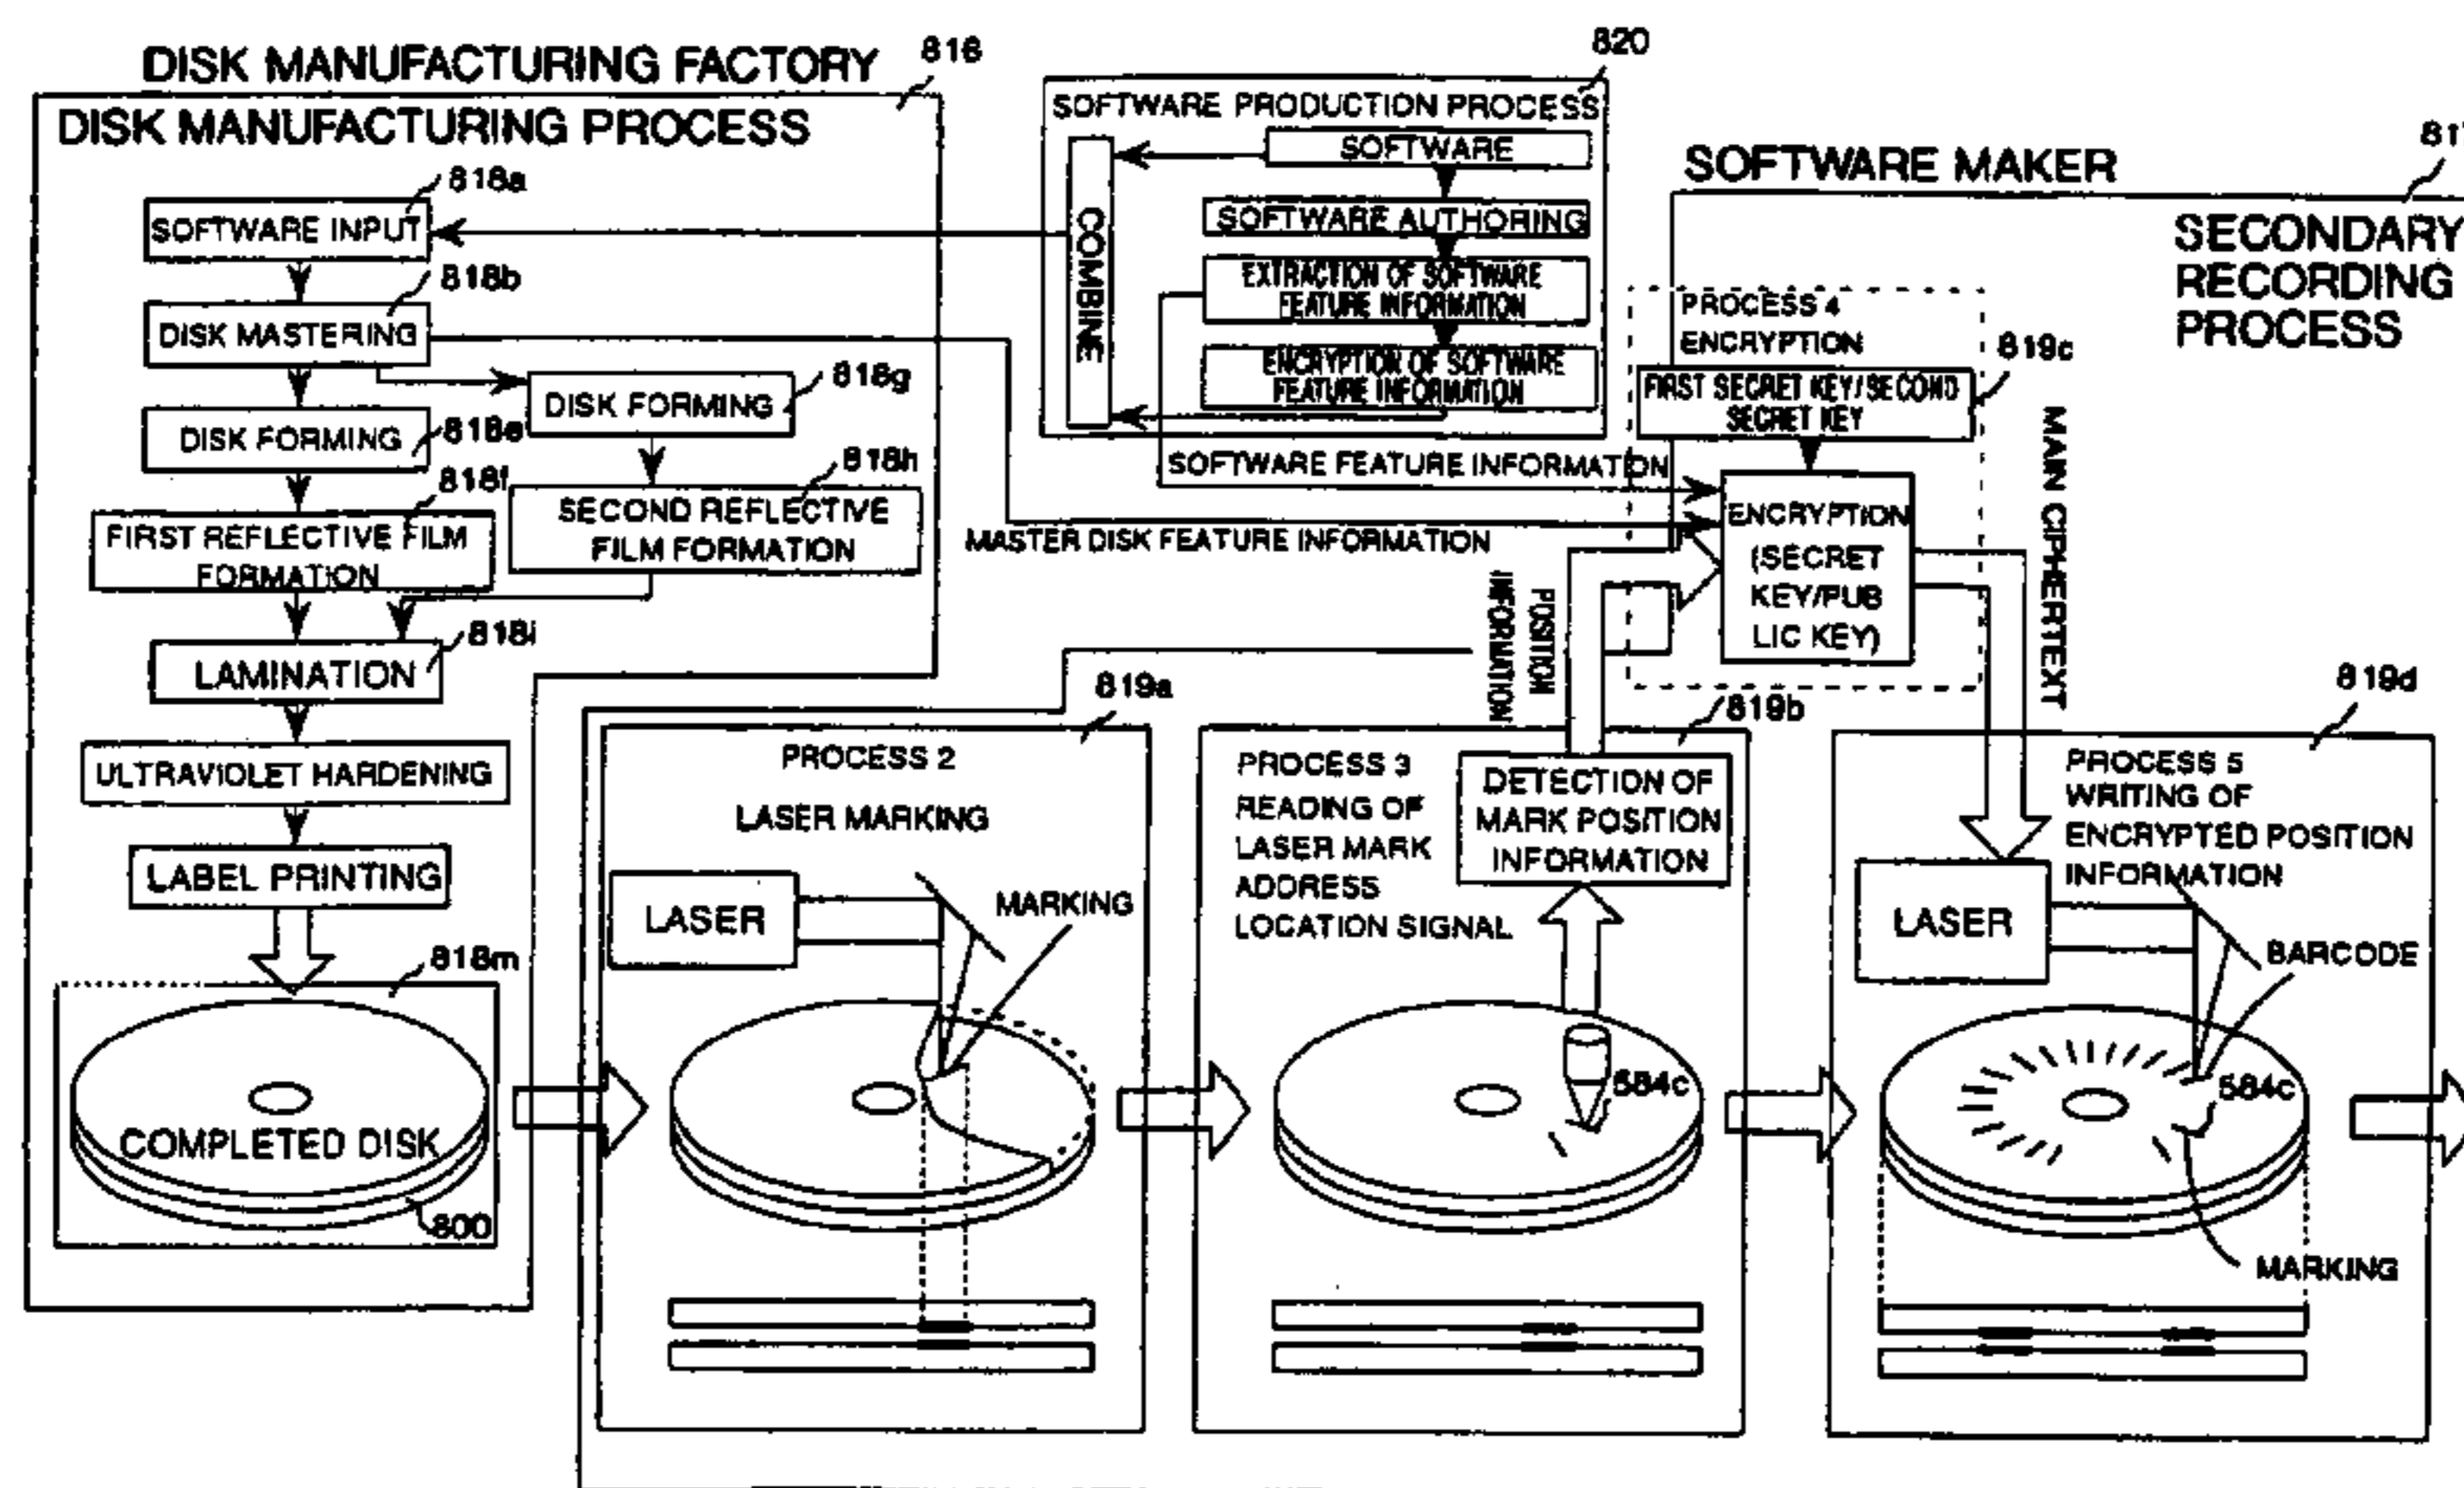 DISK MANUFACTURING FACTORY
816
DISK MANUFACTURING PROCESS
818a
SOFTWARE INPUT
818b
DISK MASTERING
DISK FORMING
818g
DISK FORMING
818e
818f
818h
FIRST REFLECTIVE FILM
FORMATION
SECOND REFLECTIVE
FILM FORMATION
LAMINATION
818i
ULTRAVIOLET HARDENING
LABEL PRINTING
818m
COMPLETED DISK
800
820
SOFTWARE PRODUCTION PROCESS
SOFTWARE
COMBINE
SOFTWARE AUTHORING
EXTRACTION OF SOFTWARE
FEATURE INFORMATION
ENCRYPTION OF SOFTWARE
FEATURE INFORMATION
SOFTWARE FEATURE INFORMATION
MASTER DISK FEATURE INFORMATION
SOFTWARE MAKER
SECONDARY
RECORDING
PROCESS
PROCESS 4
ENCRYPTION
819c
FIRST SECRET KEY/SECOND
SECRET KEY
ENCRYPTION
(SECRET
KEY/PUB
LIC KEY)
MAIN CIPHERTEXT
POSITION
INFORMATION
819a
PROCESS 2
LASER MARKING
LASER
MARKING
819b
PROCESS 3
READING OF
LASER MARK
ADDRESS
LOCATION SIGNAL
DETECTION OF
MARK POSITION
INFORMATION
584c
819d
PROCESS 5
WRITING OF
ENCRYPTED POSITION
INFORMATION
LASER
BARCODE
584c
MARKING